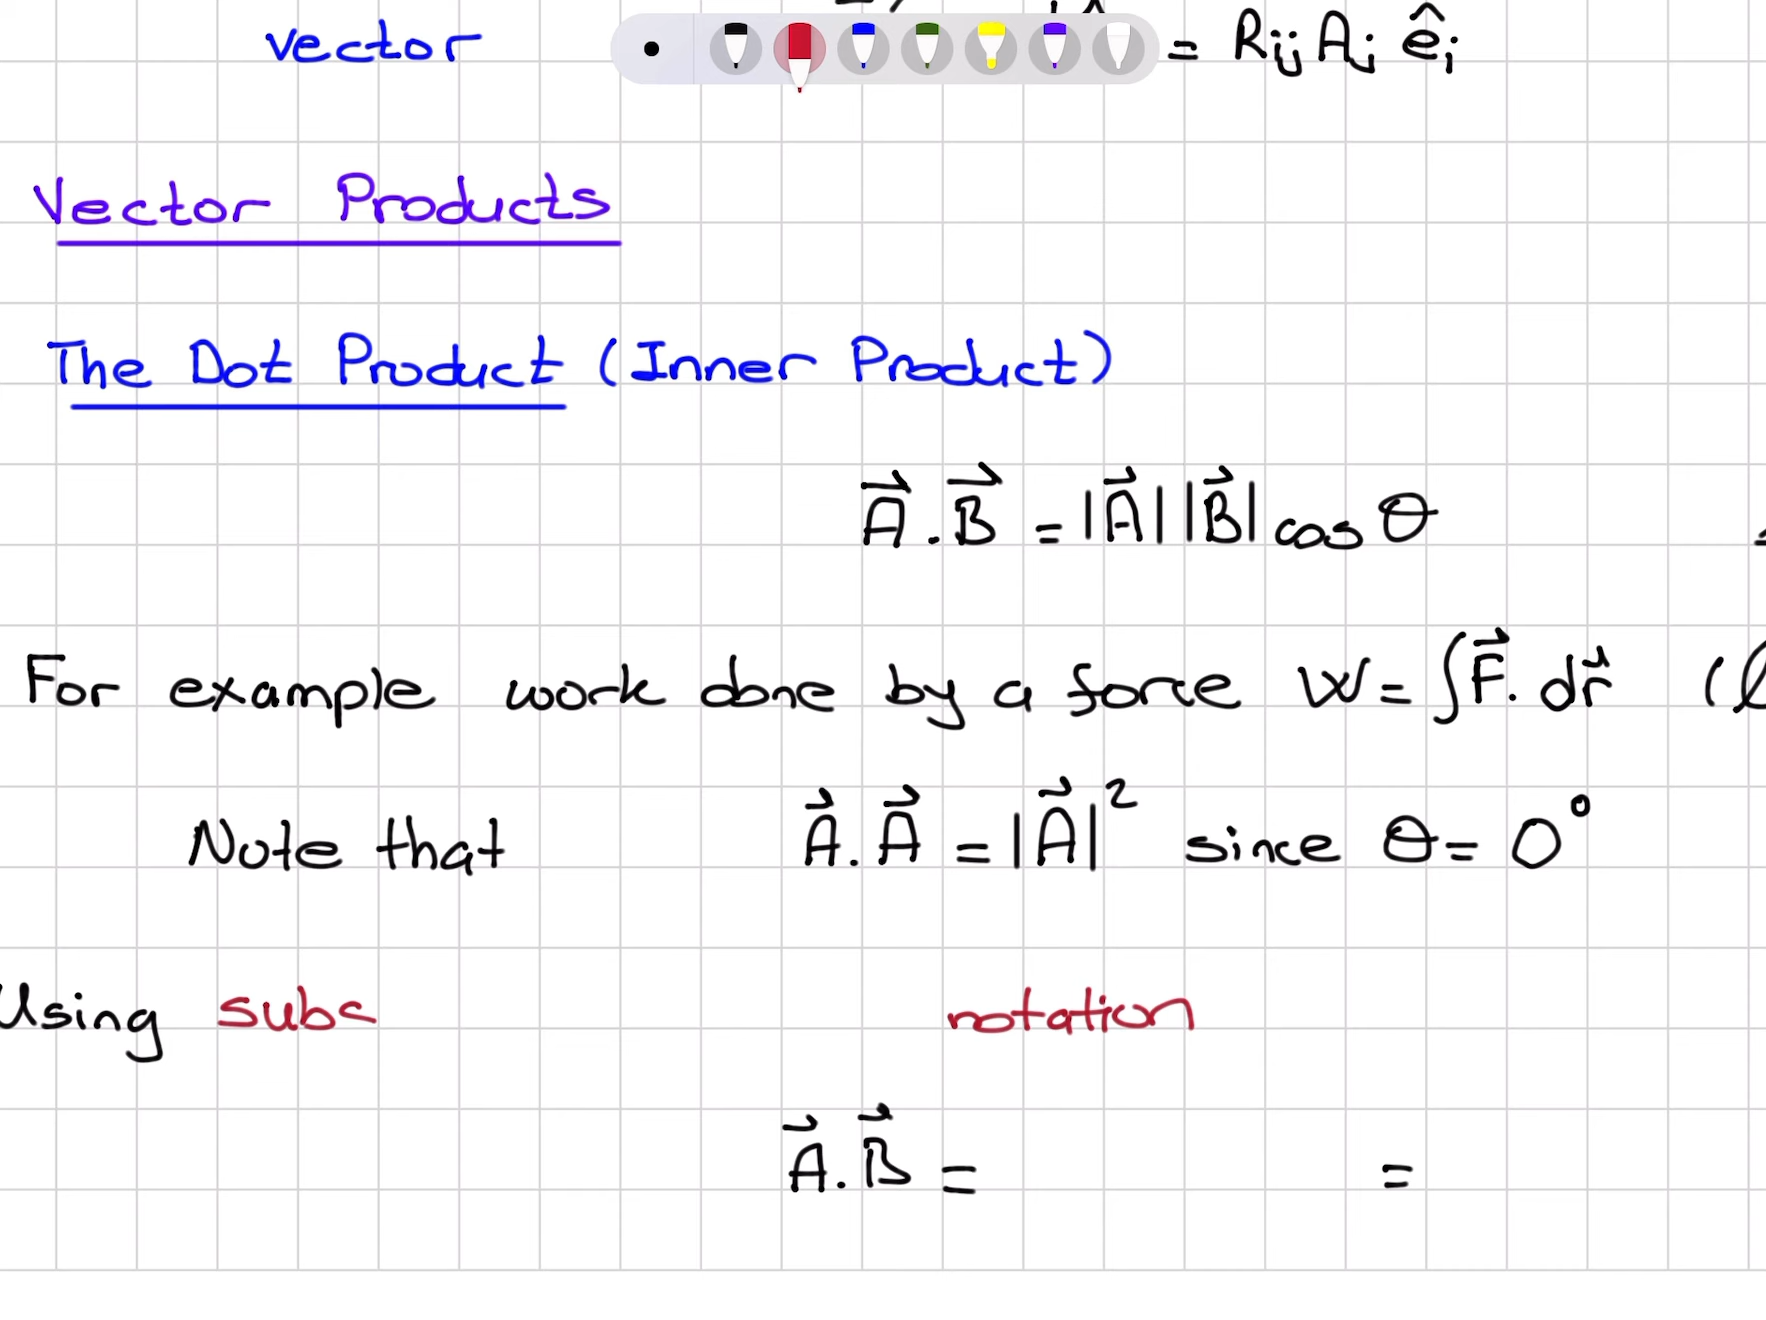 vector = Rij Aj êi
Vector Products
The Dot Product (Inner Product)
A⃗ . B⃗ = |A⃗| |B⃗| cos θ
For example work done by a force W = ∫ F⃗ . dr⃗ (
Note that A⃗ . A⃗ = |A⃗|² since θ = 0°
Using subs notation
A⃗ . B⃗ = =